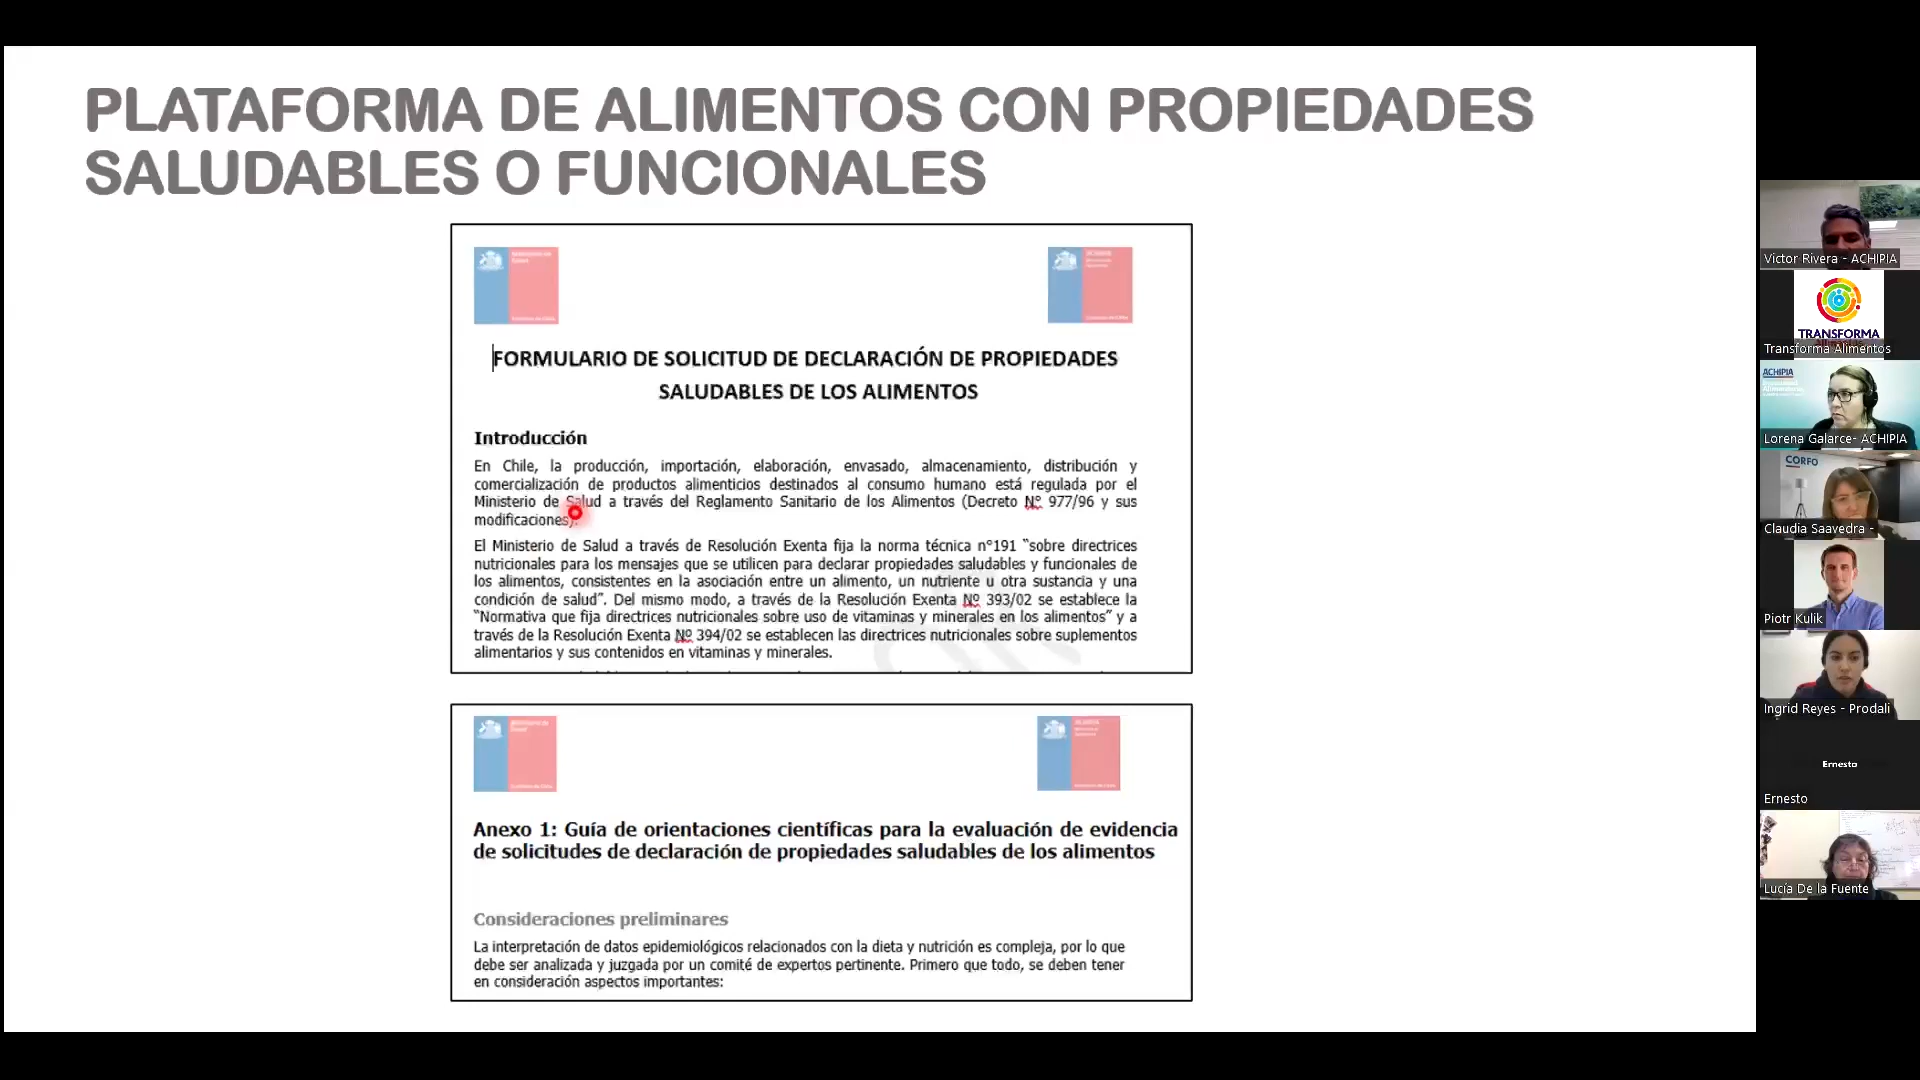 PLATAFORMA DE ALIMENTOS CON PROPIEDADES
SALUDABLES O FUNCIONALES
FORMULARIO DE SOLICITUD DE DECLARACIÓN DE PROPIEDADES
SALUDABLES DE LOS ALIMENTOS
Introducción
En Chile, la producción, importación, elaboración, envasado, almacenamiento, distribución y
comercialización de productos alimenticios destinados al consumo humano está regulada por el
Ministerio de Salud a través del Reglamento Sanitario de los Alimentos (Decreto Nº 977/96 y sus
modificaciones).
El Ministerio de Salud a través de Resolución Exenta fija la norma técnica n°191 “sobre directrices
nutricionales para los mensajes que se utilicen para declarar propiedades saludables y funcionales de
los alimentos, consistentes en la asociación entre un alimento, un nutriente u otra sustancia y una
condición de salud”. Del mismo modo, a través de la Resolución Exenta Nº 393/02 se establece la
“Normativa que fija directrices nutricionales sobre uso de vitaminas y minerales en los alimentos” y a
través de la Resolución Exenta Nº 394/02 se establecen las directrices nutricionales sobre suplementos
alimentarios y sus contenidos en vitaminas y minerales.
Anexo 1: Guía de orientaciones científicas para la evaluación de evidencia
de solicitudes de declaración de propiedades saludables de los alimentos
Consideraciones preliminares
La interpretación de datos epidemiológicos relacionados con la dieta y nutrición es compleja, por lo que
debe ser analizada y juzgada por un comité de expertos pertinente. Primero que todo, se deben tener
en consideración aspectos importantes:
Victor Rivera - ACHIPIA
TRANSFORMA
Transforma Alimentos
ACHIPIA
Lorena Galarce- ACHIPIA
CORFO
Claudia Saavedra -
Piotr Kulik
Ingrid Reyes - Prodali
Ernesto
Ernesto
Lucía De la Fuente